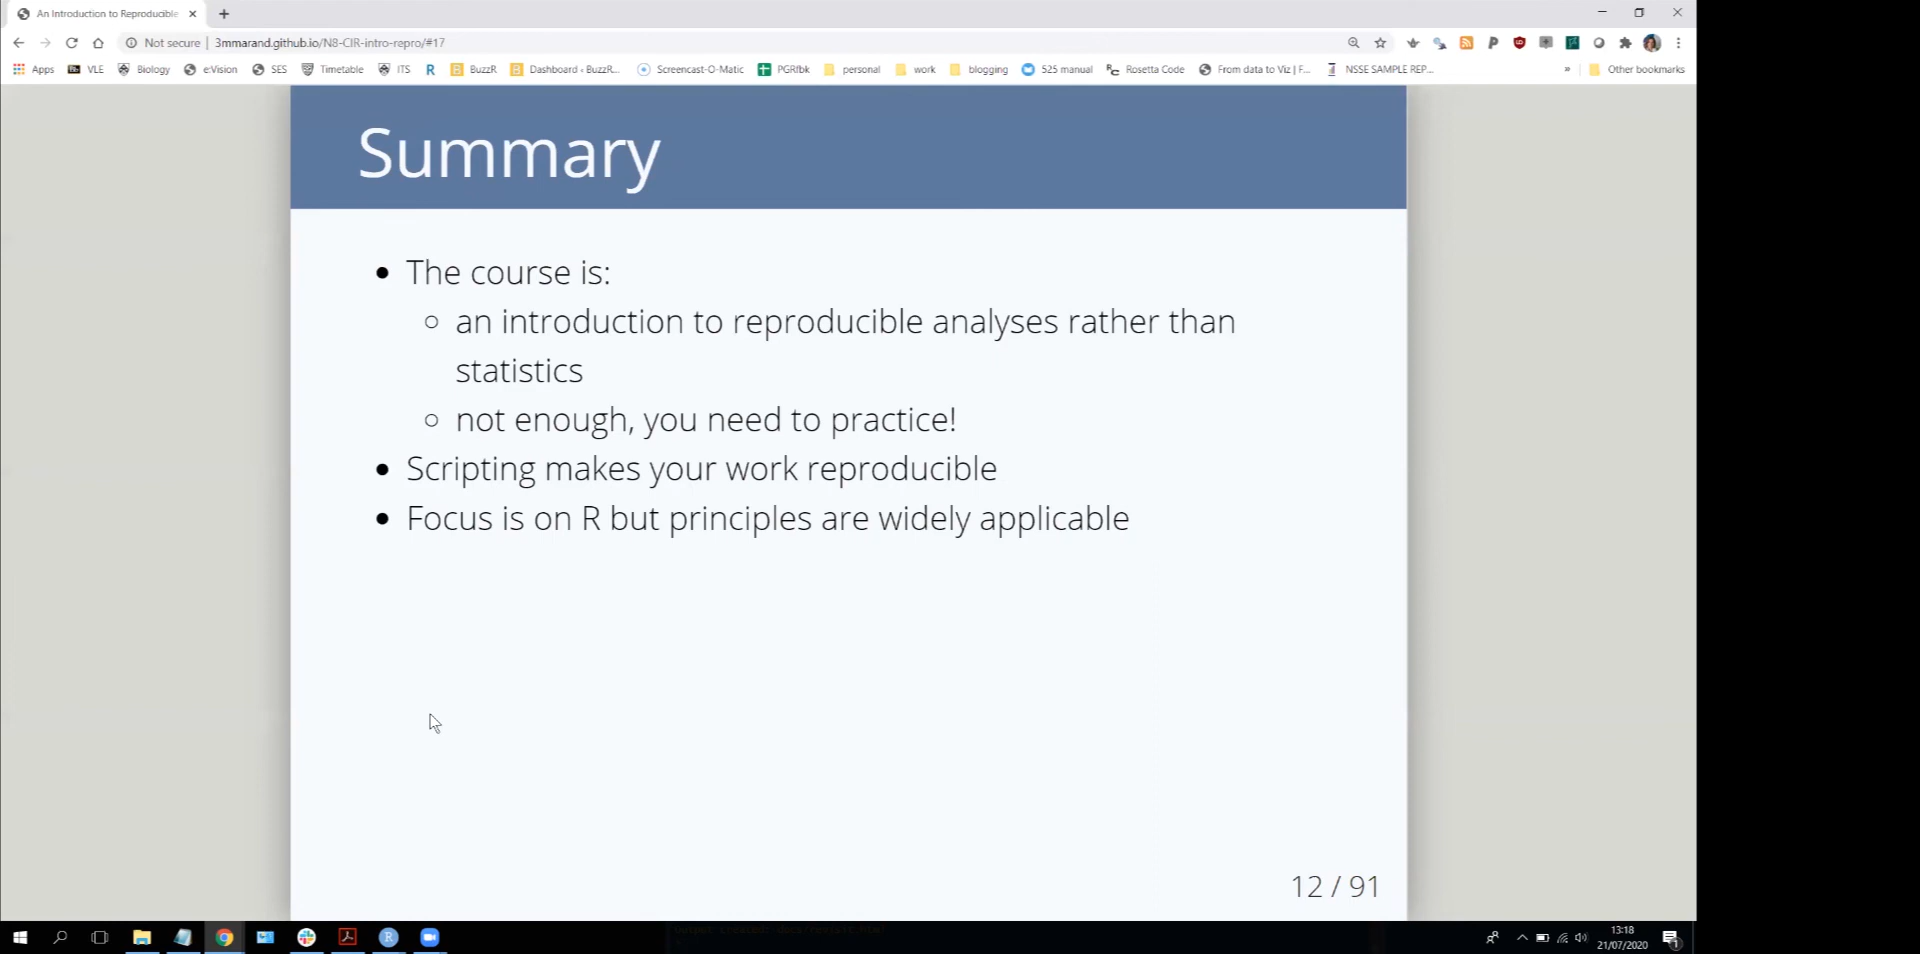 An Introduction to Reproducible
Not secure | 3mmarand.github.io/N8-CIR-intro-repro/#17
Apps VLE Biology e:Vision SES Timetable ITS BuzzR Dashboard ‹ BuzzR... Screencast-O-Matic PGRfbk personal work blogging 525 manual Rosetta Code From data to Viz | F... NSSE SAMPLE REP... » Other bookmarks
Summary
The course is:
an introduction to reproducible analyses rather than
statistics
not enough, you need to practice!
Scripting makes your work reproducible
Focus is on R but principles are widely applicable
12 / 91
13:18
21/07/2020